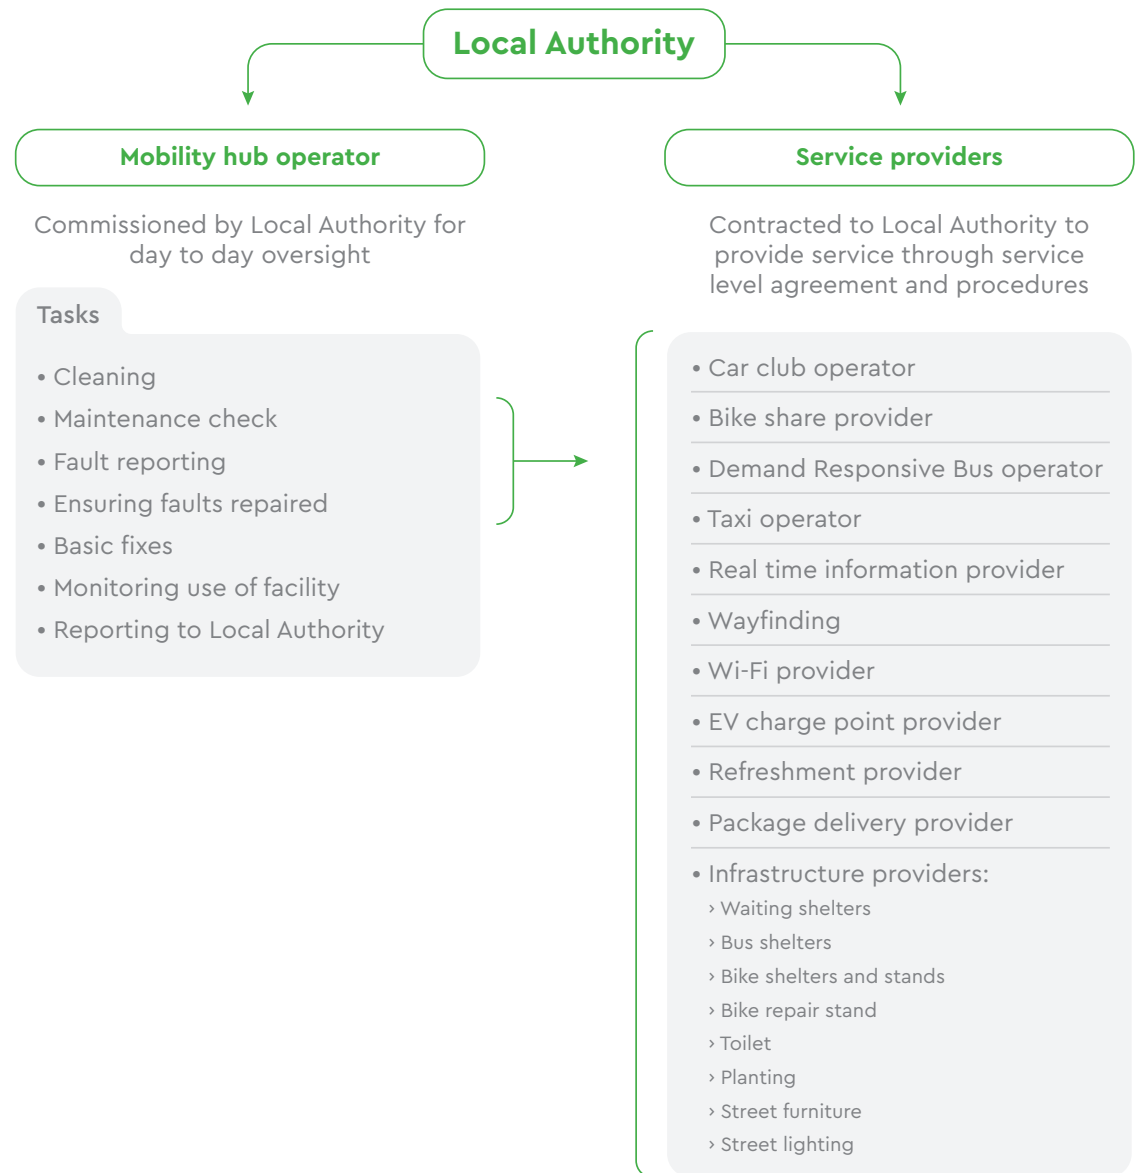 Local Authority
Mobility hub operator
Commissioned by Local Authority for
day to day oversight
Tasks
• Cleaning
• Maintenance check
• Fault reporting
• Ensuring faults repaired
• Basic fixes
• Monitoring use of facility
• Reporting to Local Authority
Service providers
Contracted to Local Authority to
provide service through service
level agreement and procedures
• Car club operator
• Bike share provider
• Demand Responsive Bus operator
• Taxi operator
• Real time information provider
• Wayfinding
• Wi-Fi provider
• EV charge point provider
• Refreshment provider
• Package delivery provider
• Infrastructure providers:
› Waiting shelters
› Bus shelters
› Bike shelters and stands
› Bike repair stand
› Toilet
› Planting
› Street furniture
› Street lighting